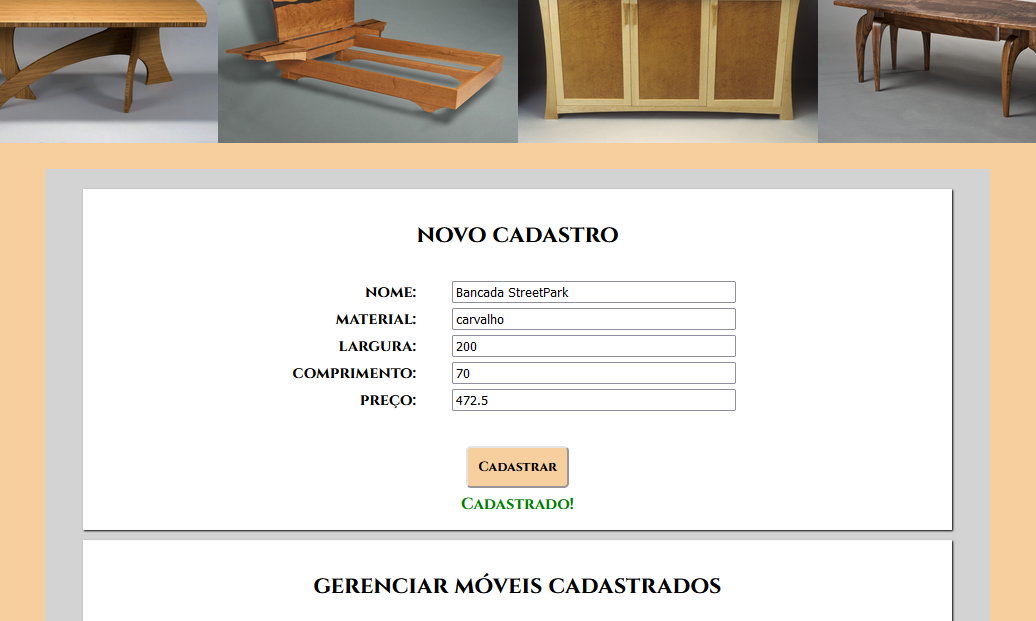 NOVO CADASTRO
NOME: Bancada StreetPark
MATERIAL: carvalho
LARGURA: 200
COMPRIMENTO: 70
PREÇO: 472.5
Cadastrar
Cadastrado!
GERENCIAR MÓVEIS CADASTRADOS